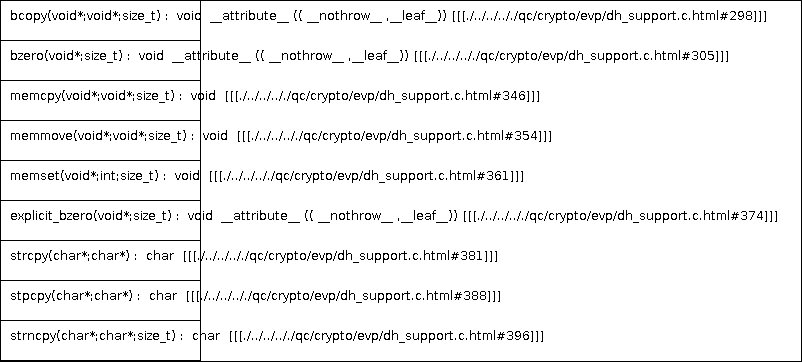 bcopy(void*;void*;size_t) :  void  __attribute__ (( __nothrow__ ,__leaf__)) [[[./../../.././qc/crypto/evp/dh_support.c.html#298]]]
bzero(void*;size_t) :  void  __attribute__ (( __nothrow__ ,__leaf__)) [[[./../../.././qc/crypto/evp/dh_support.c.html#305]]]
memcpy(void*;void*;size_t) :  void  [[[./../../.././qc/crypto/evp/dh_support.c.html#346]]]
memmove(void*;void*;size_t) :  void  [[[./../../.././qc/crypto/evp/dh_support.c.html#354]]]
memset(void*;int;size_t) :  void  [[[./../../.././qc/crypto/evp/dh_support.c.html#361]]]
explicit_bzero(void*;size_t) :  void  __attribute__ (( __nothrow__ ,__leaf__)) [[[./../../.././qc/crypto/evp/dh_support.c.html#374]]]
strcpy(char*;char*) :  char  [[[./../../.././qc/crypto/evp/dh_support.c.html#381]]]
stpcpy(char*;char*) :  char  [[[./../../.././qc/crypto/evp/dh_support.c.html#388]]]
strncpy(char*;char*;size_t) :  char  [[[./../../.././qc/crypto/evp/dh_support.c.html#396]]]